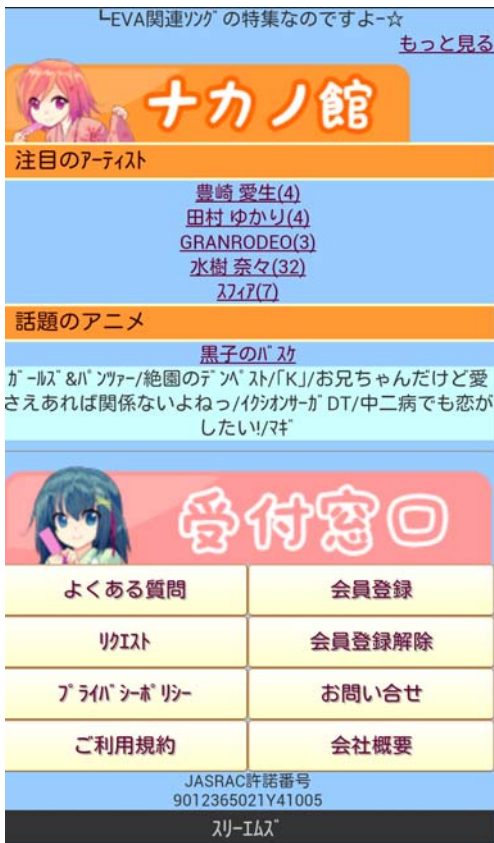 ┗EVA関連ｿﾝｸﾞの特集なのですよｰ☆
もっと見る
ナカノ館
注目のｱｰﾃｨｽﾄ
豊崎 愛生(4)
田村 ゆかり(4)
GRANRODEO(3)
水樹 奈々(32)
ｽﾌｨｱ(7)
話題のアニメ
黒子のﾊﾞｽｹ
ｶﾞｰﾙｽﾞ&ﾊﾟﾝﾂｧｰ/絶園のﾃﾞﾝﾍﾟｽﾄ/｢K｣/お兄ちゃんだけど愛
さえあれば関係ないよねっ/ｲｸｼｵﾝｻｰｶﾞDT/中二病でも恋が
したい!/ﾏｷﾞ
受付窓口
よくある質問
会員登録
ﾘｸｴｽﾄ
会員登録解除
ﾌﾟﾗｲﾊﾞｼｰﾎﾟﾘｼｰ
お問い合せ
ご利用規約
会社概要
JASRAC許諾番号
9012365021Y41005
ｽﾘｰｴﾑｽﾞ